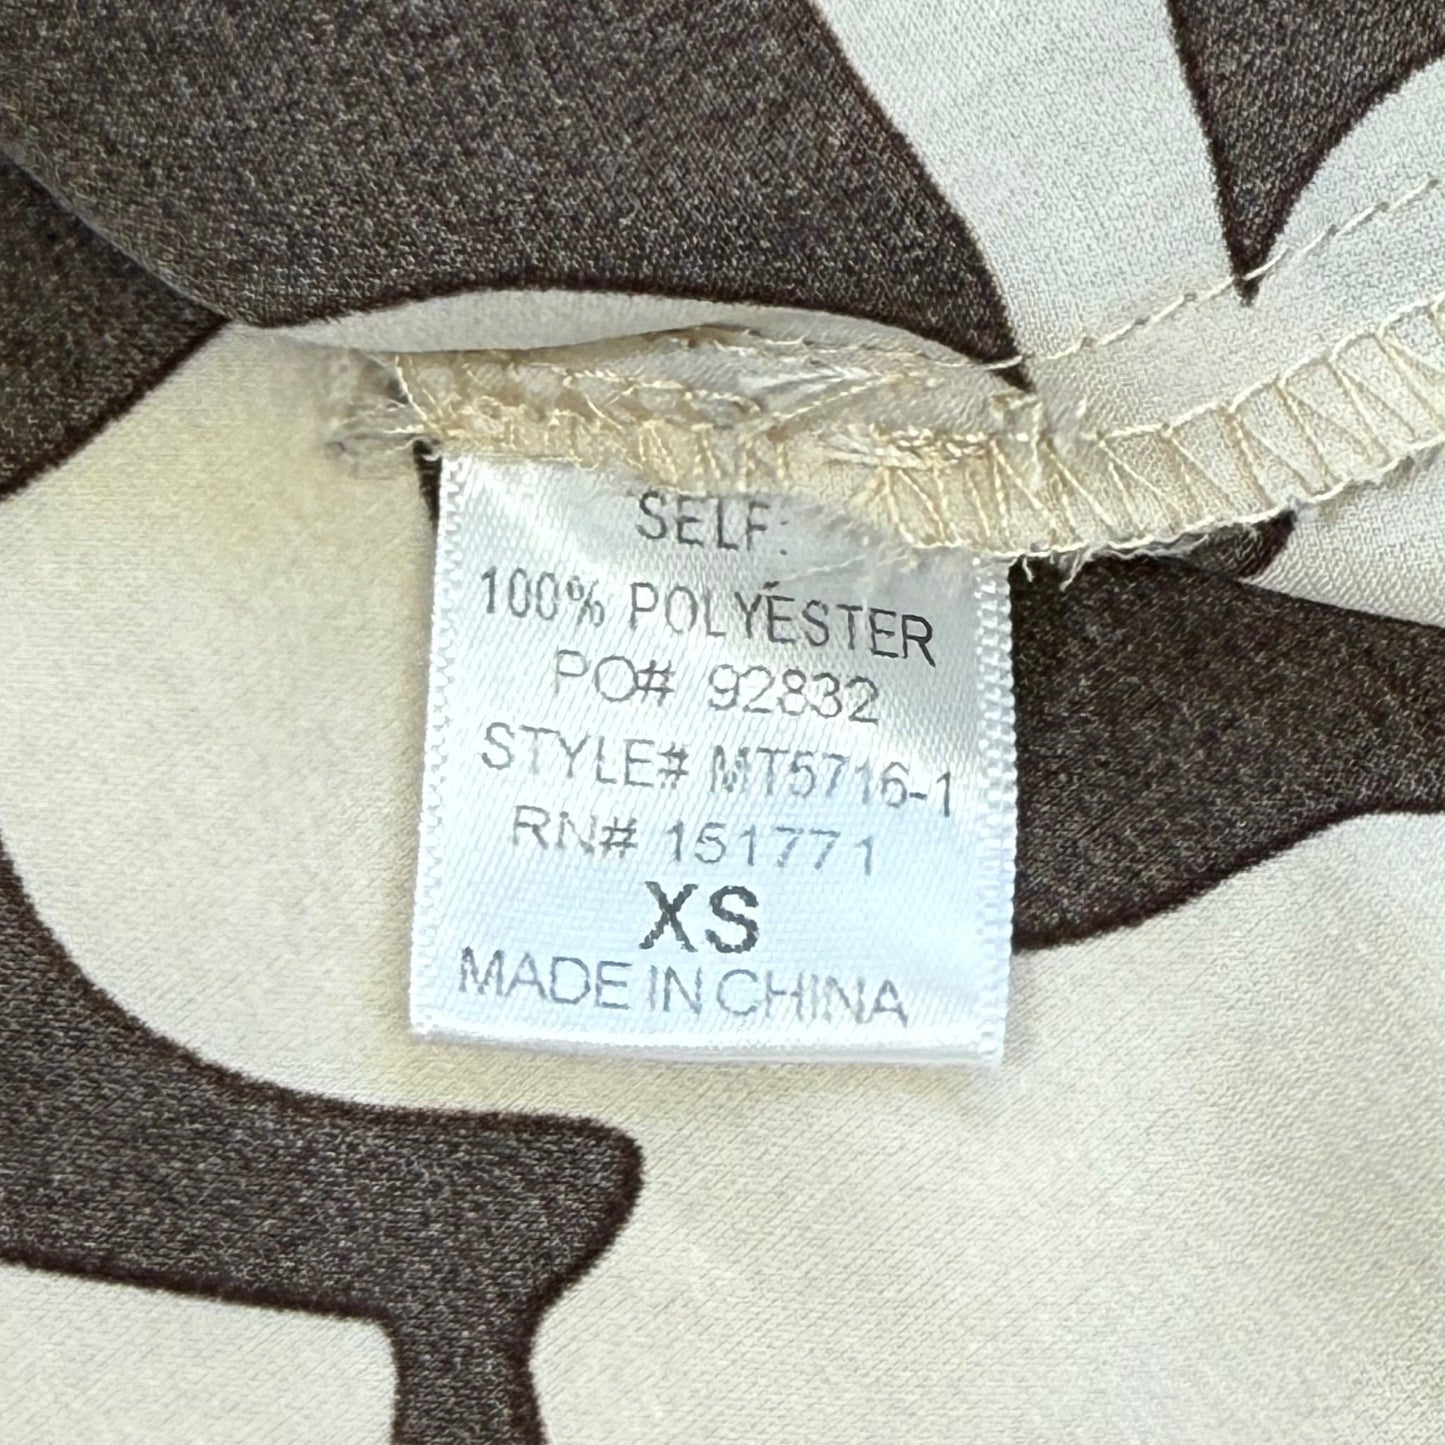 SELF:
100% POLYESTER
PO# 92832
STYLE# MT5716-1
RN# 151771
XS
MADE IN CHINA